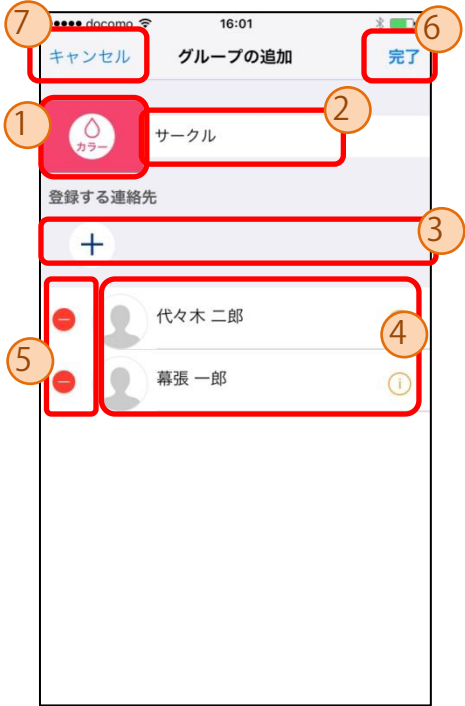 7 docomo 16:01 6
キャンセル グループの追加 完了
1 カラー 2 サークル
登録する連絡先
+ 3
代々木 二郎 4
5
幕張 一郎 i